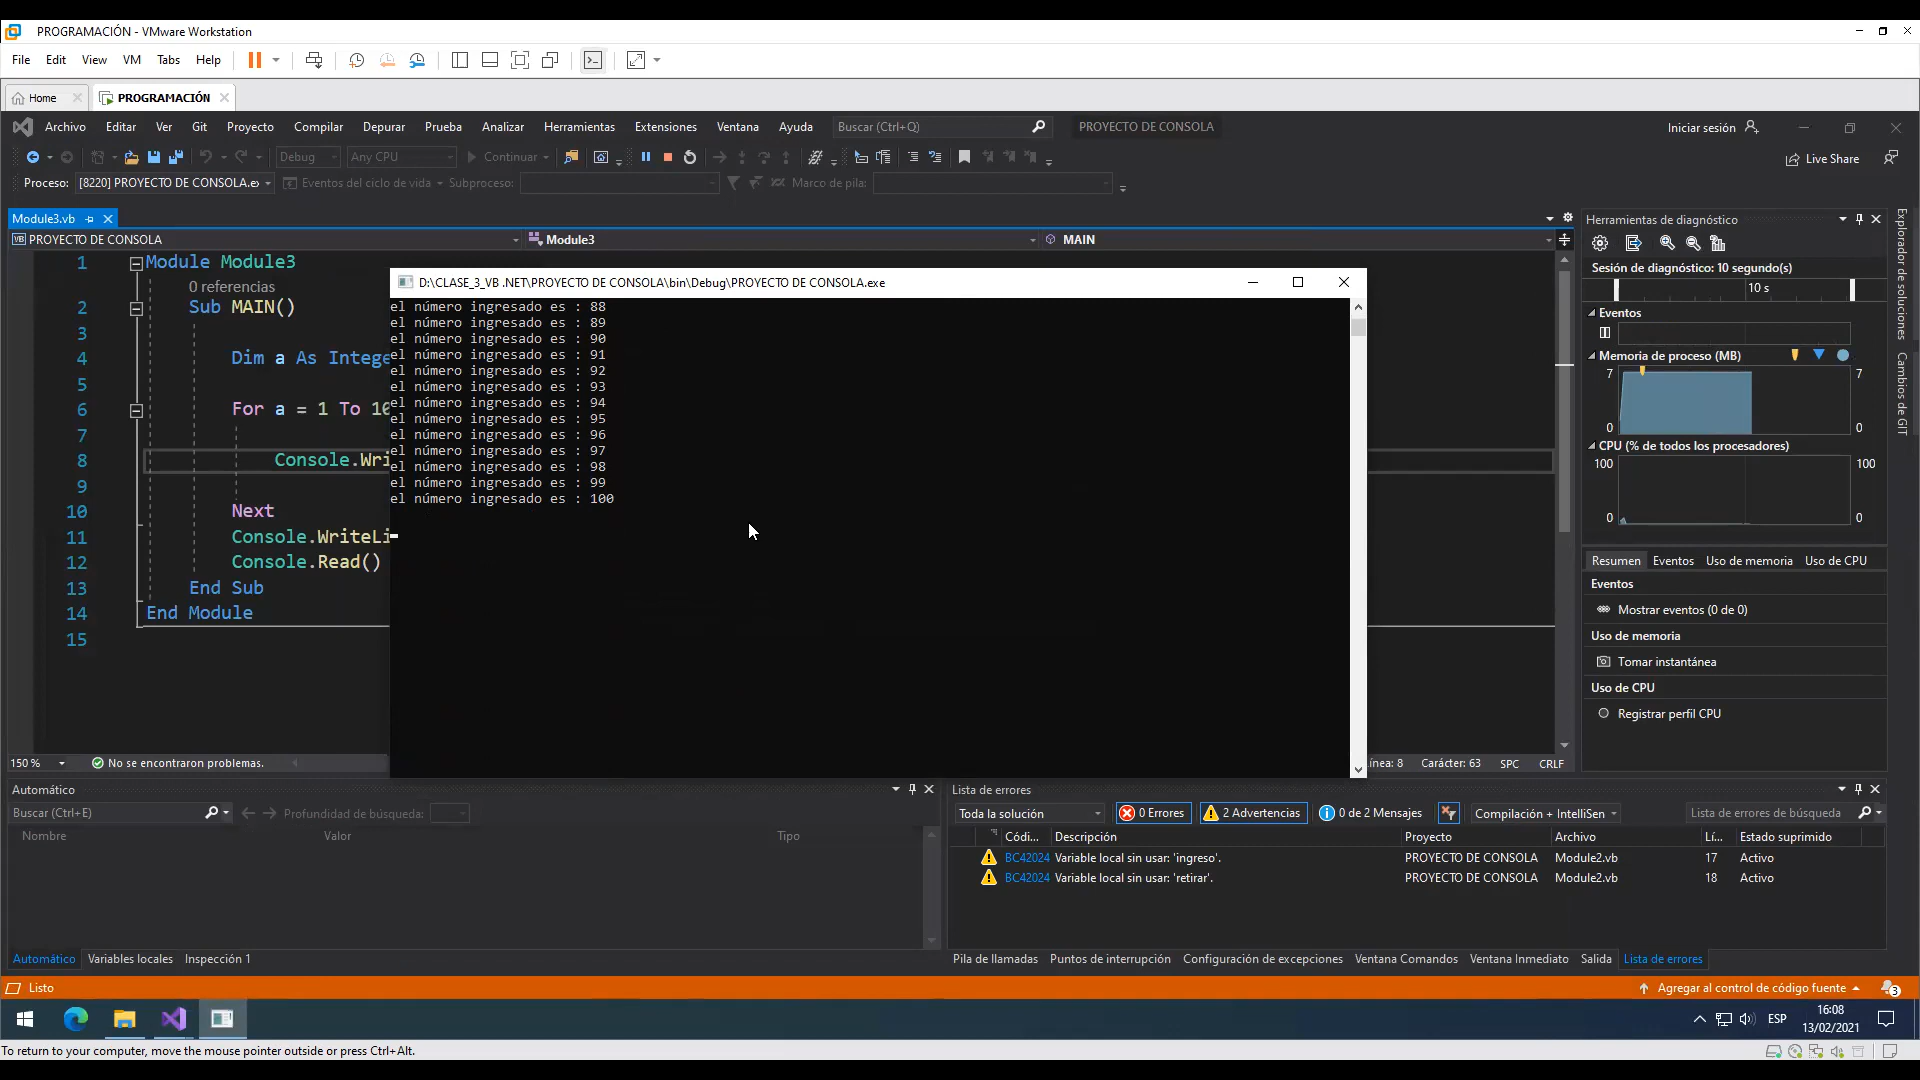 PROGRAMACIÓN - VMware Workstation
File Edit View VM Tabs Help
Home PROGRAMACIÓN
Archivo Editar Ver Git Proyecto Compilar Depurar Prueba Analizar Herramientas Extensiones Ventana Ayuda Buscar (Ctrl+Q) PROYECTO DE CONSOLA Iniciar sesión
Debug Any CPU Continuar Live Share
Proceso: [8220] PROYECTO DE CONSOLA.ex Eventos del ciclo de vida Subproceso: Marco de pila:
Module3.vb
VB PROYECTO DE CONSOLA Module3 MAIN
1 Module Module3
0 referencias
2 Sub MAIN()
3
4 Dim a As Intege
5
6 For a = 1 To 10
7
8 Console.Wri
9
10 Next
11 Console.WriteLi
12 Console.Read()
13 End Sub
14 End Module
15
D:\CLASE_3_VB .NET\PROYECTO DE CONSOLA\bin\Debug\PROYECTO DE CONSOLA.exe
el número ingresado es : 88
el número ingresado es : 89
el número ingresado es : 90
el número ingresado es : 91
el número ingresado es : 92
el número ingresado es : 93
el número ingresado es : 94
el número ingresado es : 95
el número ingresado es : 96
el número ingresado es : 97
el número ingresado es : 98
el número ingresado es : 99
el número ingresado es : 100
150 % No se encontraron problemas. ínea: 8 Carácter: 63 SPC CRLF
Herramientas de diagnóstico
Sesión de diagnóstico: 10 segundo(s)
10 s
Eventos
Memoria de proceso (MB)
7 7
0 0
CPU (% de todos los procesadores)
100 100
0 0
Resumen Eventos Uso de memoria Uso de CPU
Eventos
Mostrar eventos (0 de 0)
Uso de memoria
Tomar instantánea
Uso de CPU
Registrar perfil CPU
Explorador de soluciones
Cambios de GIT
Automático
Buscar (Ctrl+E) Profundidad de búsqueda:
Nombre Valor Tipo
Automático Variables locales Inspección 1
Lista de errores
Toda la solución 0 Errores 2 Advertencias 0 de 2 Mensajes Compilación + IntelliSen Lista de errores de búsqueda
Códi... Descripción Proyecto Archivo Lí... Estado suprimido
BC42024 Variable local sin usar: 'ingreso'. PROYECTO DE CONSOLA Module2.vb 17 Activo
BC42024 Variable local sin usar: 'retirar'. PROYECTO DE CONSOLA Module2.vb 18 Activo
Pila de llamadas Puntos de interrupción Configuración de excepciones Ventana Comandos Ventana Inmediato Salida Lista de errores
Listo Agregar al control de código fuente 3
ESP 16:08
13/02/2021
To return to your computer, move the mouse pointer outside or press Ctrl+Alt.